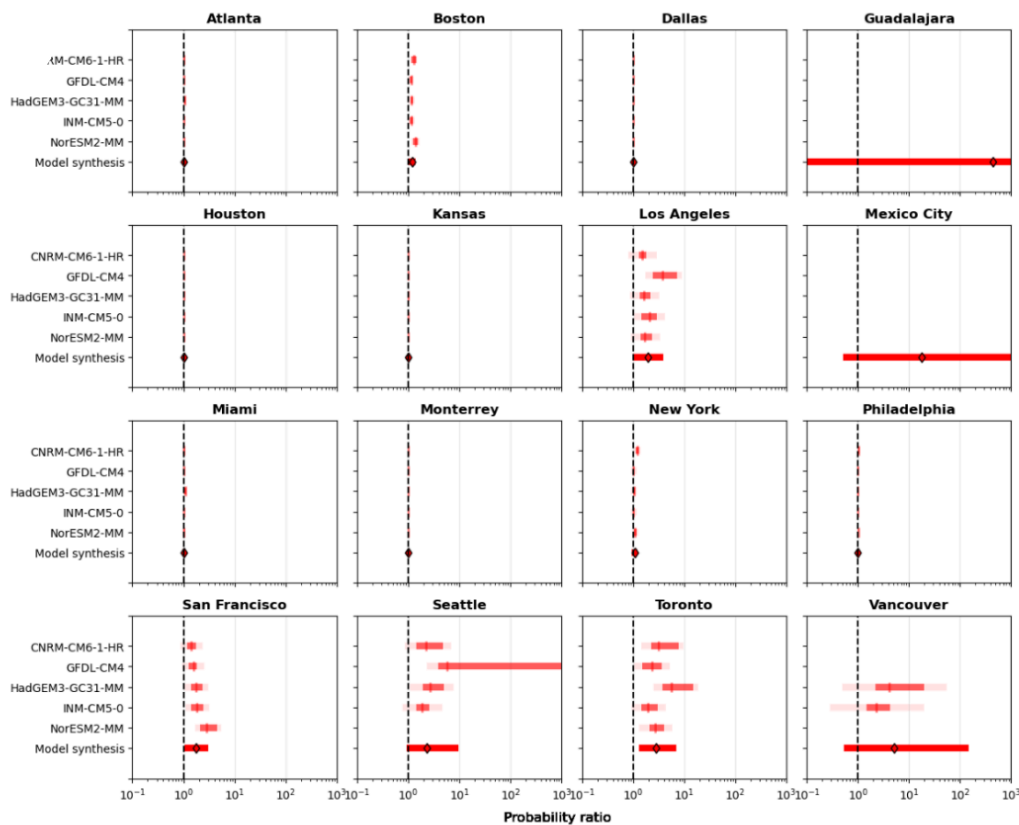 Atlanta Boston Dallas Guadalajara
RM-CM6-1-HR
GFDL-CM4
HadGEM3-GC31-MM
INM-CM5-0
NorESM2-MM
Model synthesis
Houston Kansas Los Angeles Mexico City
CNRM-CM6-1-HR
GFDL-CM4
HadGEM3-GC31-MM
INM-CM5-0
NorESM2-MM
Model synthesis
Miami Monterrey New York Philadelphia
CNRM-CM6-1-HR
GFDL-CM4
HadGEM3-GC31-MM
INM-CM5-0
NorESM2-MM
Model synthesis
San Francisco Seattle Toronto Vancouver
CNRM-CM6-1-HR
GFDL-CM4
HadGEM3-GC31-MM
INM-CM5-0
NorESM2-MM
Model synthesis
10⁻¹ 10⁰ 10¹ 10² 10³ 10⁻¹ 10⁰ 10¹ 10² 10³ 10⁻¹ 10⁰ 10¹ 10² 10³ 10⁻¹ 10⁰ 10¹ 10² 10³
Probability ratio